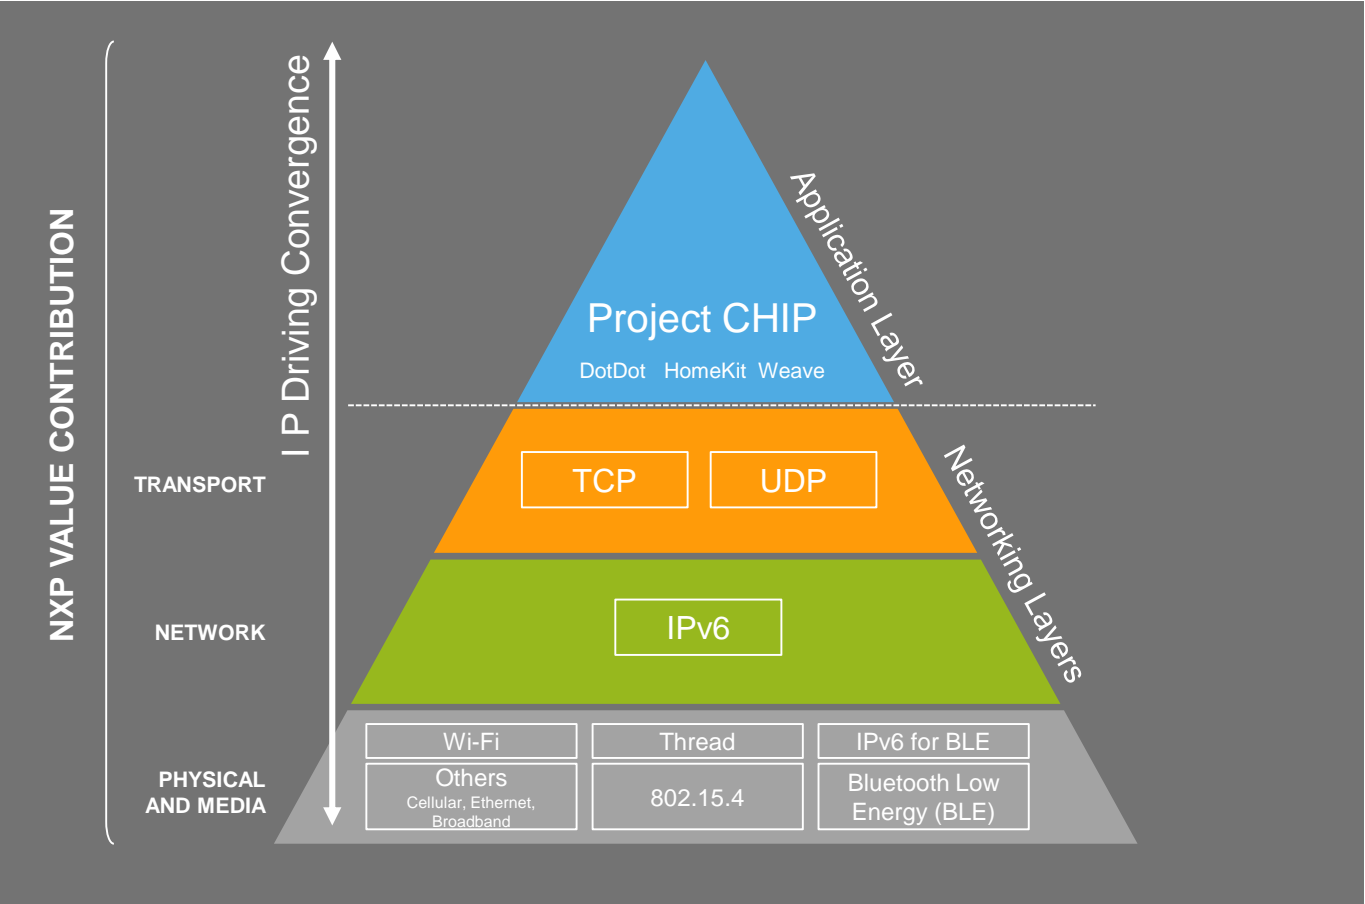 NXP VALUE CONTRIBUTION
I P Driving Convergence
Application Layer
Project CHIP
DotDot HomeKit Weave
Networking Layers
TRANSPORT
TCP
UDP
NETWORK
IPv6
PHYSICAL
AND MEDIA
Wi-Fi
Thread
IPv6 for BLE
Others
Cellular, Ethernet,
Broadband
802.15.4
Bluetooth Low
Energy (BLE)